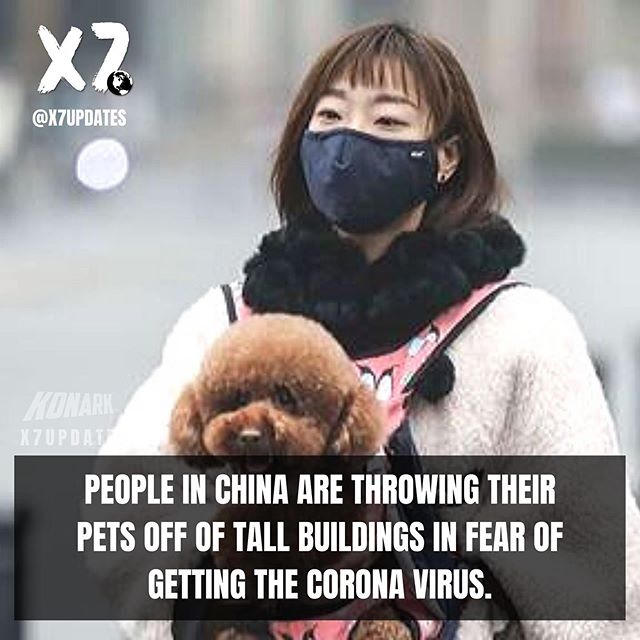 X7
@X7UPDATES
KONARK
X7UPDAT
PEOPLE IN CHINA ARE THROWING THEIR
PETS OFF OF TALL BUILDINGS IN FEAR OF
GETTING THE CORONA VIRUS.